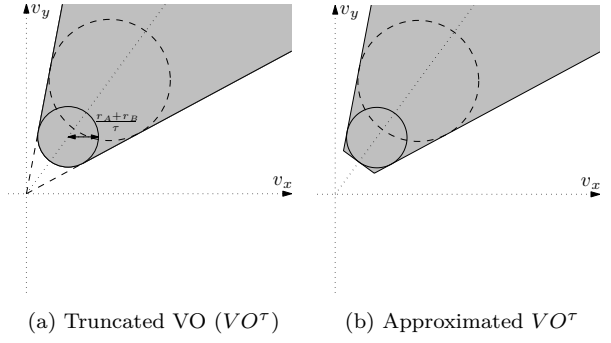 v_y
r_A+r_B
τ
v_x
v_y
v_x
(a) Truncated VO (VO^τ)
(b) Approximated VO^τ